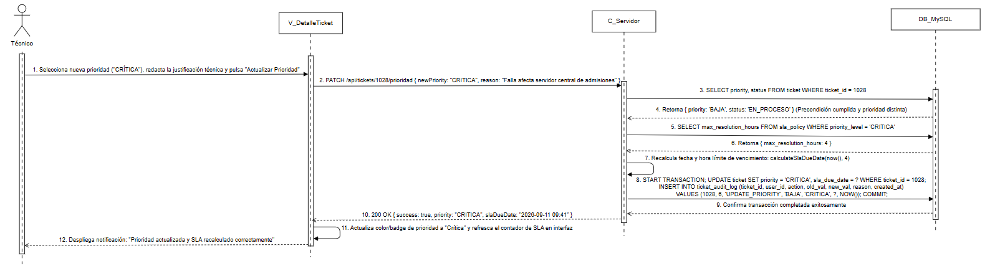 V_DetalleTicket
C_Servidor
DB_MySQL
Técnico
1. Selecciona nueva prioridad ("CRÍTICA"), redacta la justificación técnica y pulsa "Actualizar Prioridad"
2. PATCH /api/tickets/1028/prioridad { newPriority: "CRITICA", reason: "Falla afecta servidor central de admisiones" }
3. SELECT priority, status FROM ticket WHERE ticket_id = 1028
4. Retorna { priority: 'BAJA', status: 'EN_PROCESO' } (Precondición cumplida y prioridad distinta)
5. SELECT max_resolution_hours FROM sla_policy WHERE priority_level = 'CRITICA'
6. Retorna { max_resolution_hours: 4 }
7. Recalcula fecha y hora límite de vencimiento: calculateSlaDueDate(now(), 4)
8. START TRANSACTION; UPDATE ticket SET priority = 'CRITICA', sla_due_date = ? WHERE ticket_id = 1028;
INSERT INTO ticket_audit_log (ticket_id, user_id, action, old_val, new_val, reason, created_at)
VALUES (1028, 6, 'UPDATE_PRIORITY', 'BAJA', 'CRITICA', ?, NOW()); COMMIT;
9. Confirma transacción completada exitosamente
10. 200 OK { success: true, priority: "CRITICA", slaDueDate: "2026-09-11 09:41" }
11. Actualiza color/badge de prioridad a "Crítica" y refresca el contador de SLA en interfaz
12. Despliega notificación: "Prioridad actualizada y SLA recalculado correctamente"